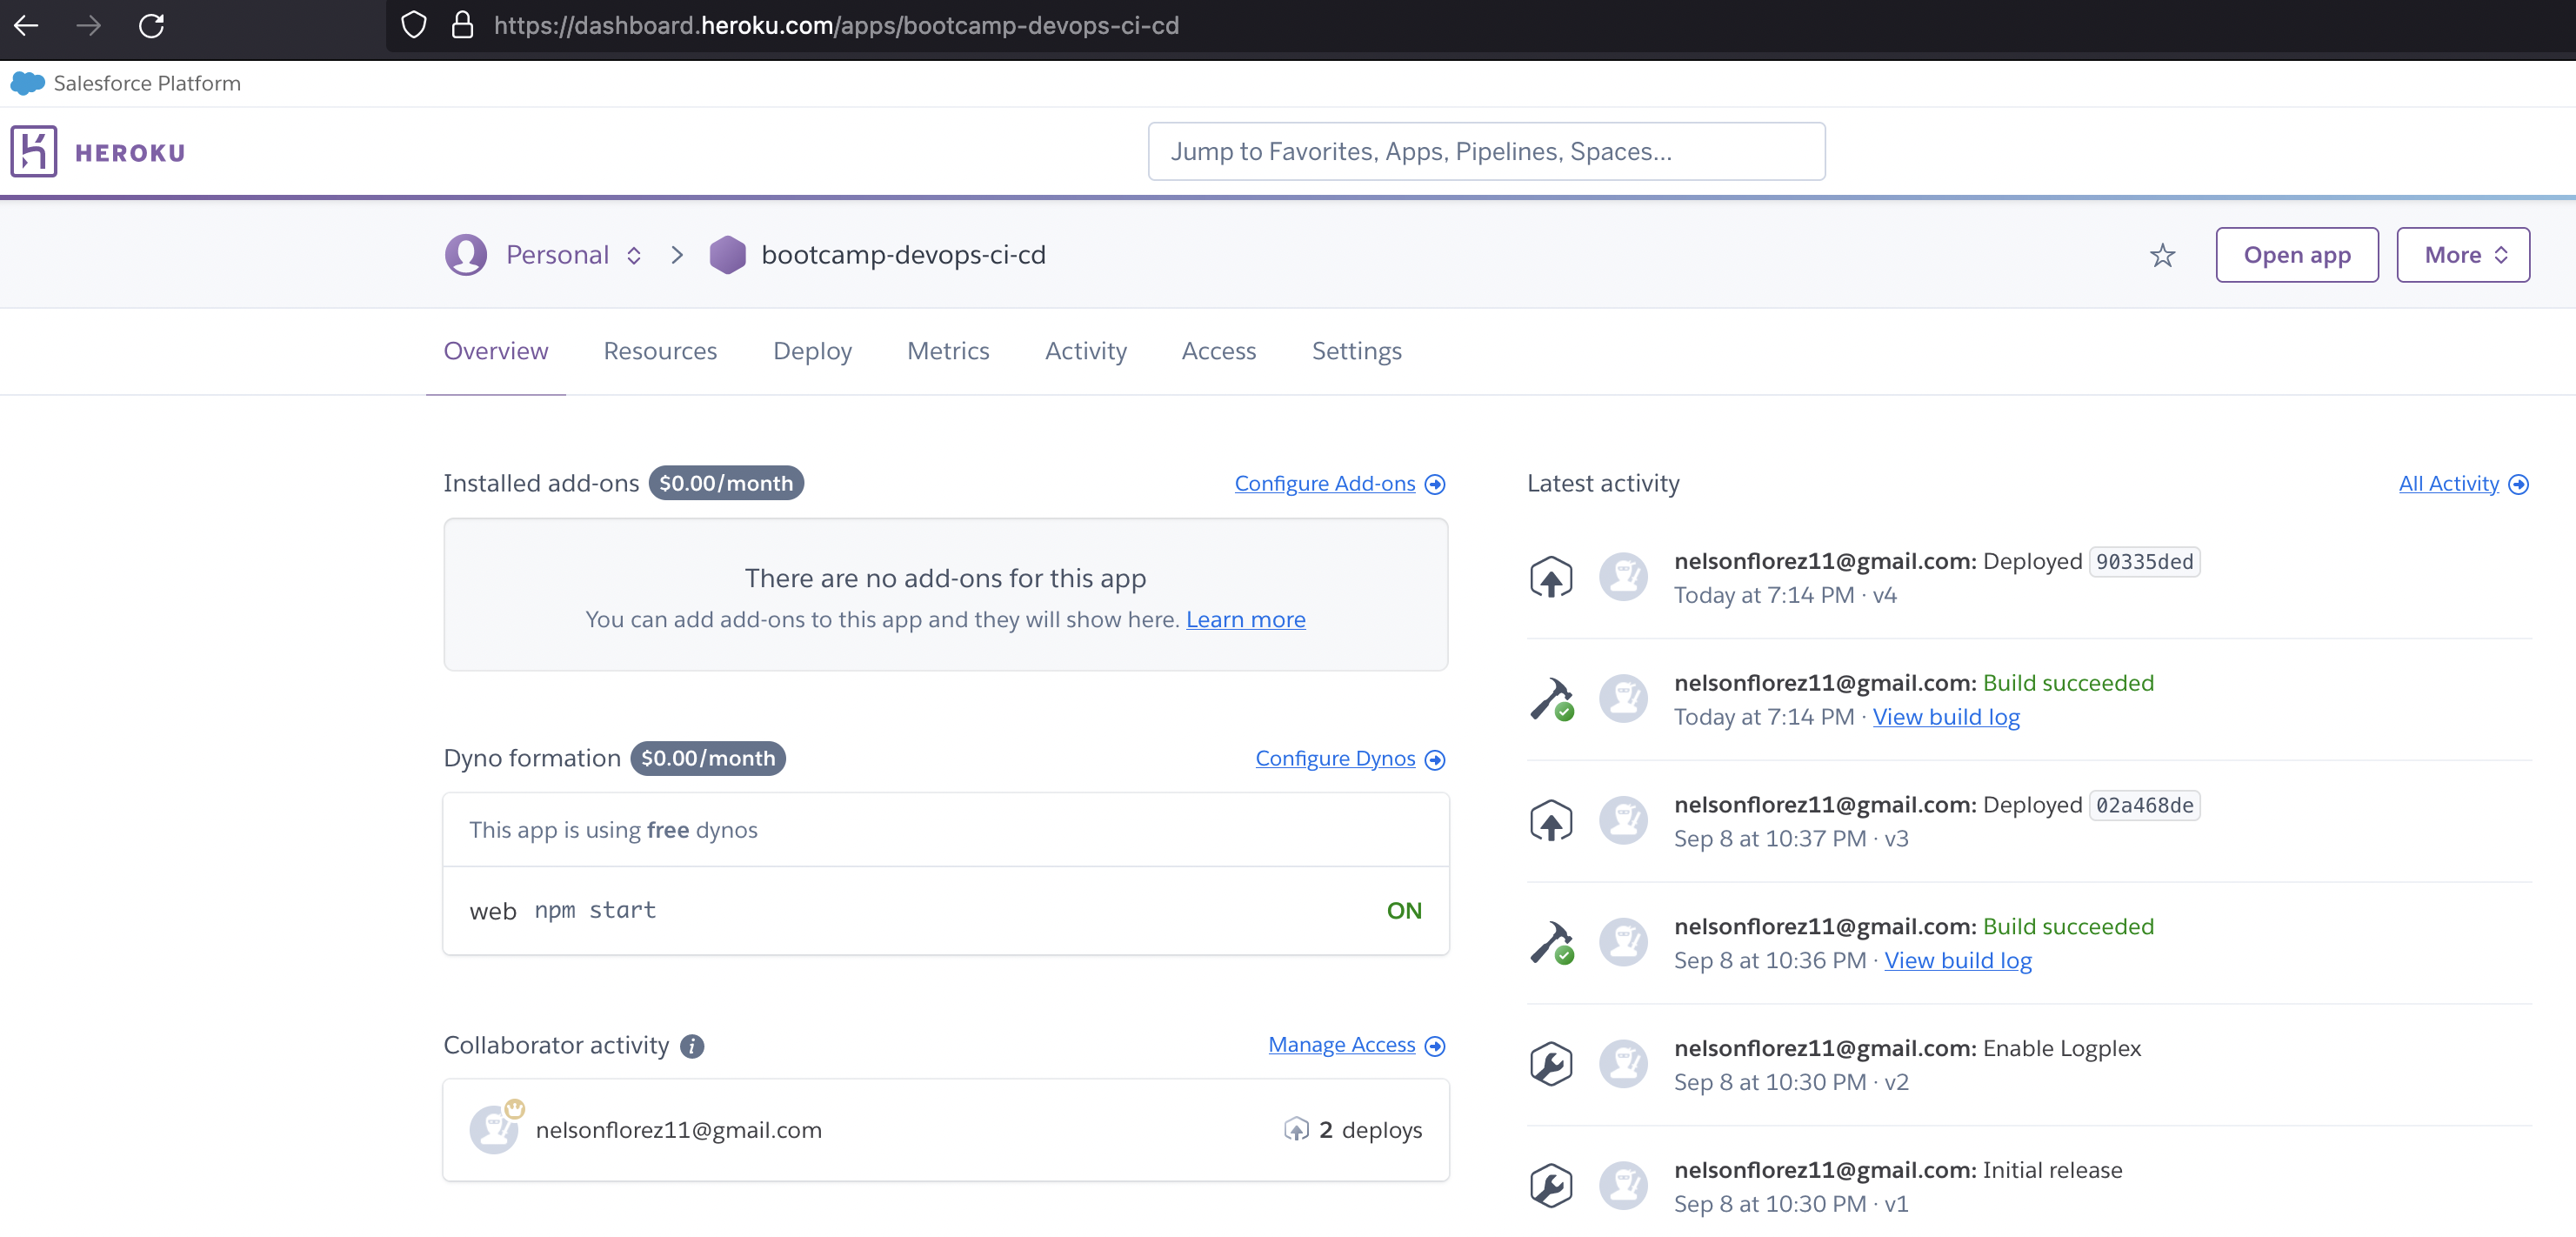 https://dashboard.heroku.com/apps/bootcamp-devops-ci-cd
Salesforce Platform
HEROKU
Jump to Favorites, Apps, Pipelines, Spaces...
Personal
bootcamp-devops-ci-cd
Open app
More
Overview
Resources
Deploy
Metrics
Activity
Access
Settings
Installed add-ons $0.00/month
Configure Add-ons
There are no add-ons for this app
You can add add-ons to this app and they will show here. Learn more
Dyno formation $0.00/month
Configure Dynos
This app is using free dynos
web npm start
ON
Collaborator activity
Manage Access
nelsonflorez11@gmail.com
2 deploys
Latest activity
All Activity
nelsonflorez11@gmail.com: Deployed 90335ded
Today at 7:14 PM · v4
nelsonflorez11@gmail.com: Build succeeded
Today at 7:14 PM · View build log
nelsonflorez11@gmail.com: Deployed 02a468de
Sep 8 at 10:37 PM · v3
nelsonflorez11@gmail.com: Build succeeded
Sep 8 at 10:36 PM · View build log
nelsonflorez11@gmail.com: Enable Logplex
Sep 8 at 10:30 PM · v2
nelsonflorez11@gmail.com: Initial release
Sep 8 at 10:30 PM · v1